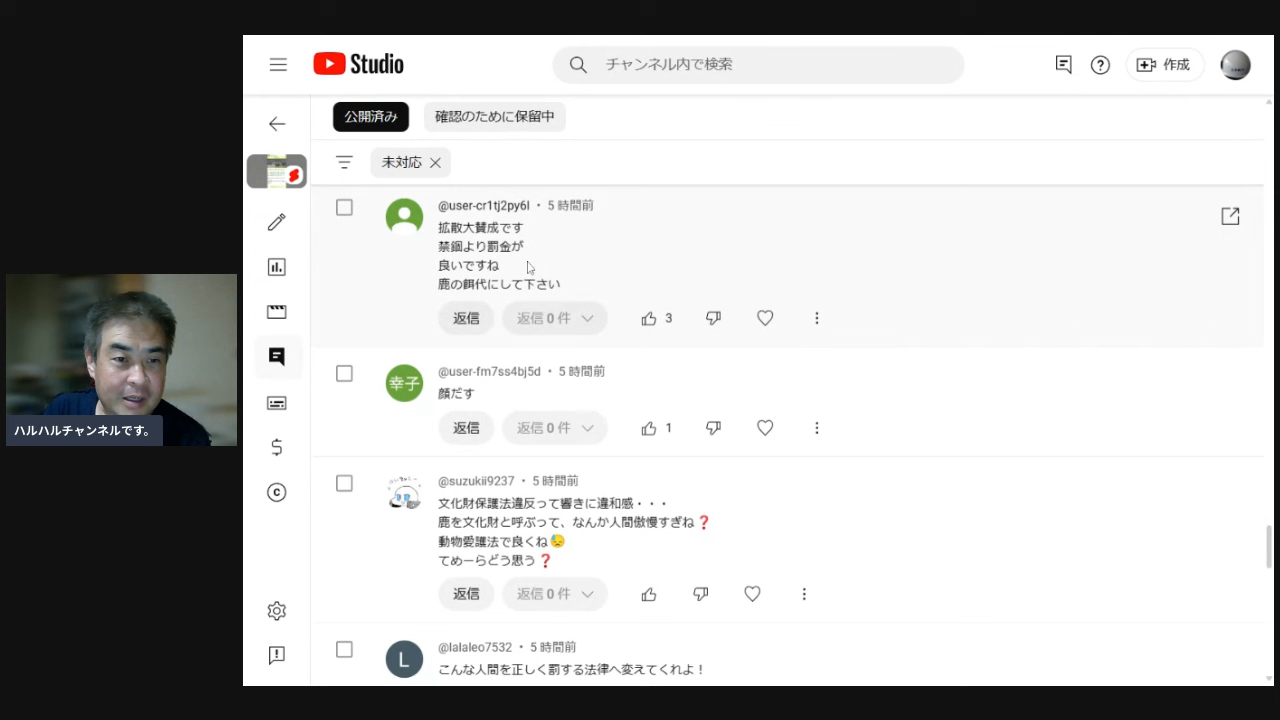 Studio
チャンネル内で検索
作成
公開済み
確認のために保留中
未対応
@user-cr1tj2py6l・5 時間前
拡散大賛成です
禁錮より罰金が
良いですね
鹿の餌代にして下さい
返信
返信 0 件
3
幸子
@user-fm7ss4bj5d・5 時間前
顔だす
返信
返信 0 件
1
@suzukii9237・5 時間前
文化財保護法違反って響きに違和感・・・
鹿を文化財と呼ぶって、なんか人間傲慢すぎね❓
動物愛護法で良くね😓
てめーらどう思う❓
返信
返信 0 件
L
@lalaleo7532・5 時間前
こんな人間を正しく罰する法律へ変えてくれよ！
ハルハルチャンネルです。